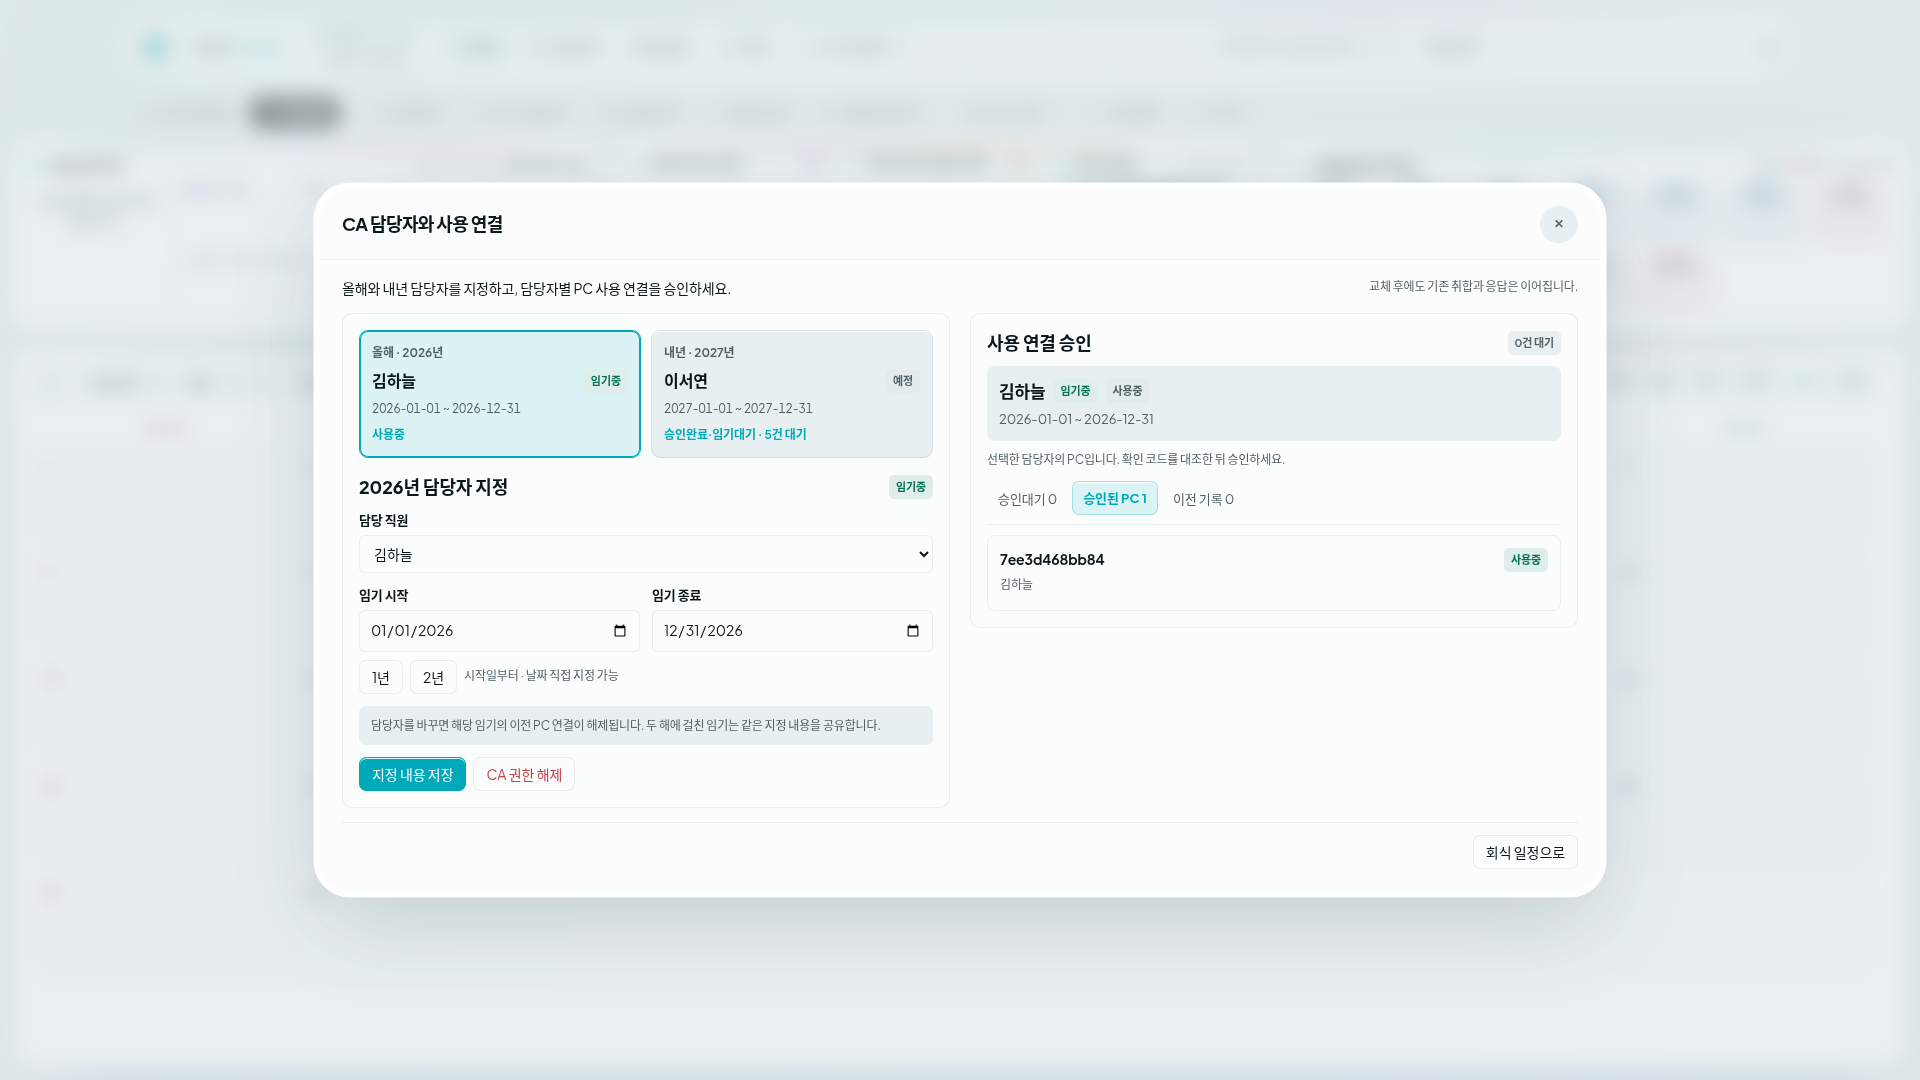 CA 담당자와 사용 연결
×
올해와 내년 담당자를 지정하고, 담당자별 PC 사용 연결을 승인하세요.
교체 후에도 기존 취합과 응답은 이어집니다.
올해 · 2026년
김하늘
임기중
2026-01-01 ~ 2026-12-31
사용중
내년 · 2027년
이서연
예정
2027-01-01 ~ 2027-12-31
승인완료·임기대기 · 5건 대기
2026년 담당자 지정
임기중
담당 직원
김하늘
임기 시작
임기 종료
01/01/2026
12/31/2026
1년
2년
시작일부터 · 날짜 직접 지정 가능
담당자를 바꾸면 해당 임기의 이전 PC 연결이 해제됩니다. 두 해에 걸친 임기는 같은 지정 내용을 공유합니다.
지정 내용 저장
CA 권한 해제
사용 연결 승인
0건 대기
김하늘
임기중
사용중
2026-01-01 ~ 2026-12-31
선택한 담당자의 PC입니다. 확인 코드를 대조한 뒤 승인하세요.
승인대기 0
승인된 PC 1
이전 기록 0
7ee3d468bb84
사용중
김하늘
회식 일정으로